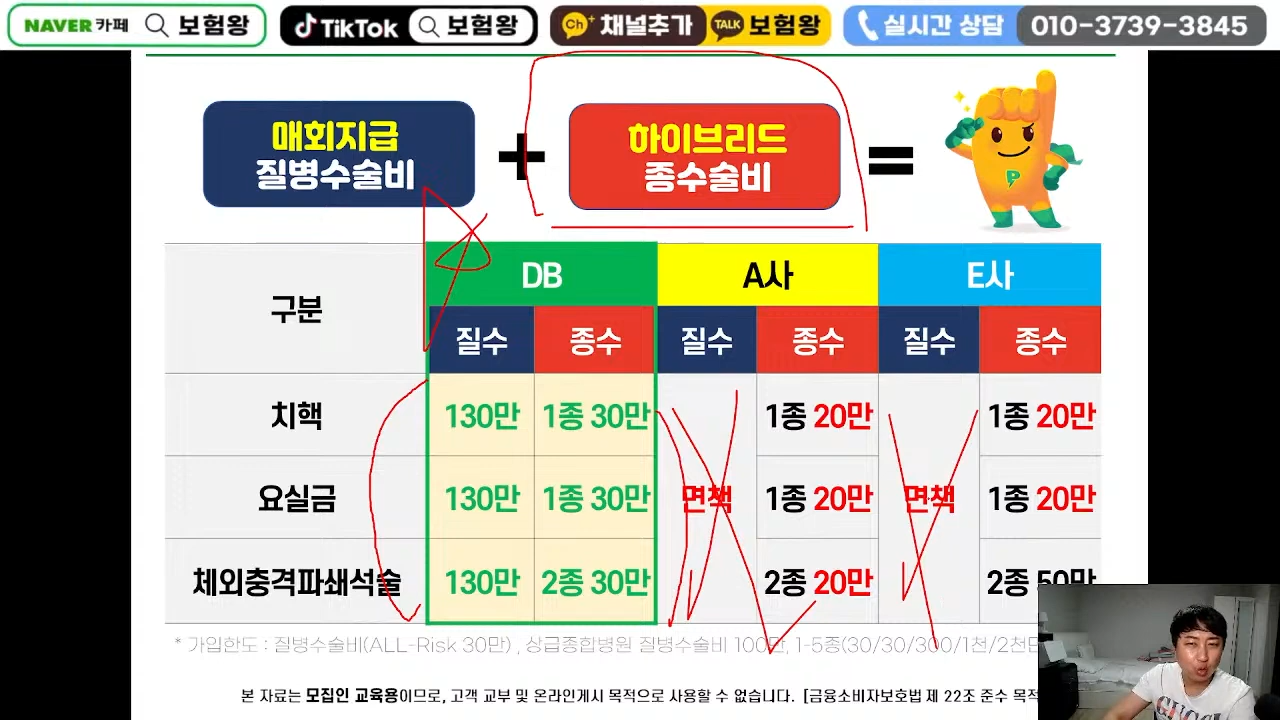 NAVER 카페 보험왕 TikTok 보험왕 Ch+ 채널추가 TALK 보험왕 실시간 상담 010-3739-3845
매회지급
질병수술비
+
하이브리드
종수술비
=
P
구분 DB A사 E사
질수 종수 질수 종수 질수 종수
치핵 130만 1종 30만 1종 20만 1종 20만
요실금 130만 1종 30만 면책 1종 20만 면책 1종 20만
체외충격파쇄석술 130만 2종 30만 2종 20만 2종 50만
* 가입한도 : 질병수술비(ALL-Risk 30만) , 상급종합병원 질병수술비 100만, 1-5종(30/30/300/1천/2천만
본 자료는 모집인 교육용이므로, 고객 교부 및 온라인게시 목적으로 사용할 수 없습니다. [금융소비자보호법 제 22조 준수 목적
GUCCI